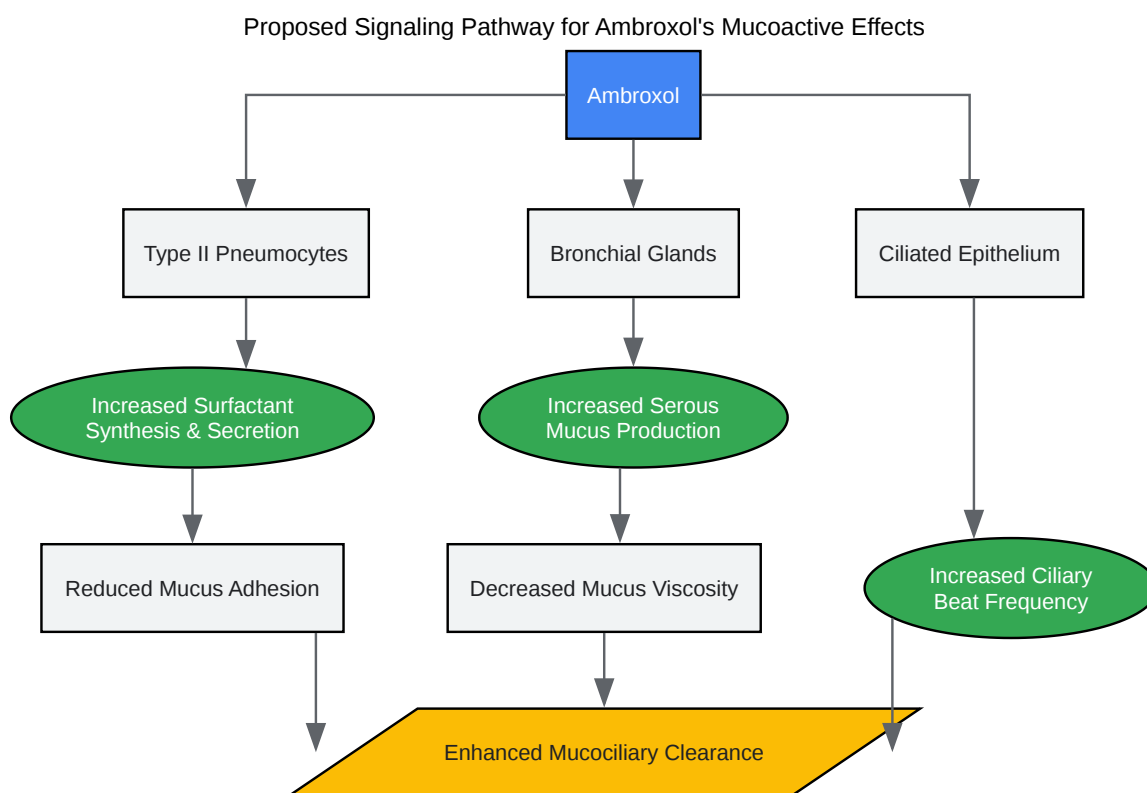 Proposed Signaling Pathway for Ambroxol's Mucoactive Effects
Ambroxol
Type II Pneumocytes
Bronchial Glands
Ciliated Epithelium
Increased Surfactant
Synthesis & Secretion
Increased Serous
Mucus Production
Reduced Mucus Adhesion
Decreased Mucus Viscosity
Increased Ciliary
Beat Frequency
Enhanced Mucociliary Clearance